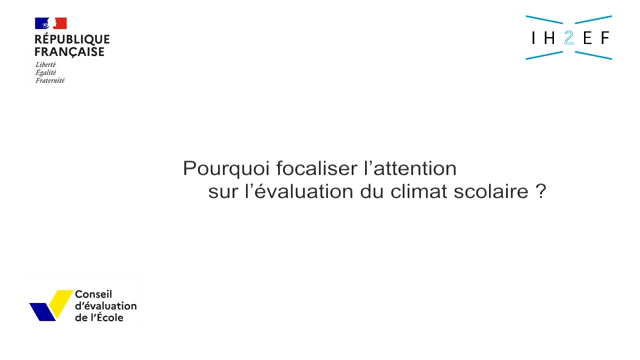 RÉPUBLIQUE
FRANÇAISE
Liberté
Égalité
Fraternité
IH2EF
Pourquoi focaliser l’attention
sur l’évaluation du climat scolaire ?
Conseil
d’évaluation
de l’École